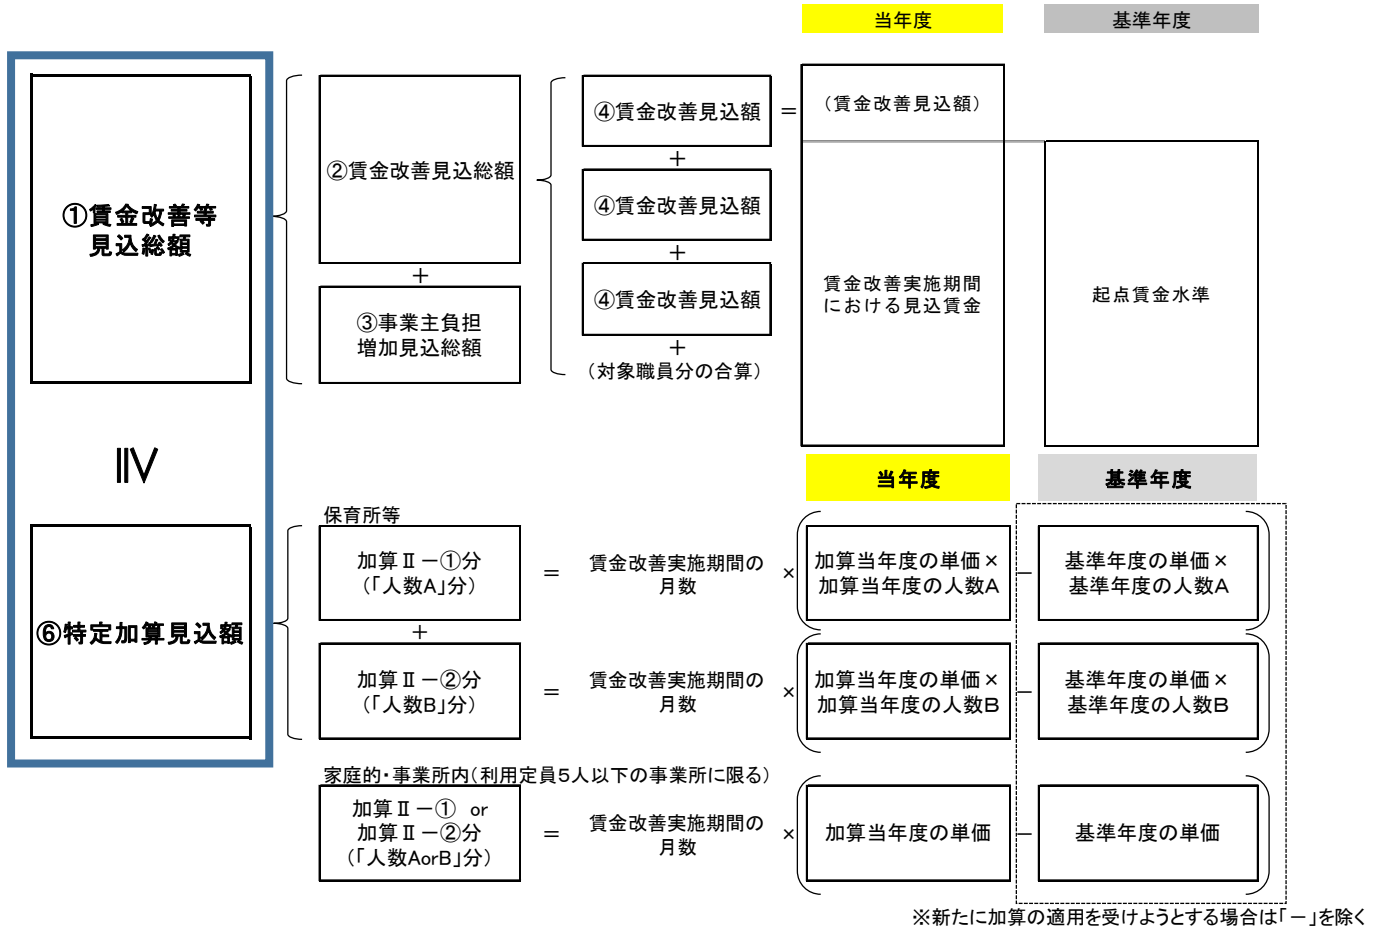 当年度
基準年度
①賃金改善等
見込総額
②賃金改善見込総額
＋
③事業主負担
増加見込総額
④賃金改善見込額
＋
④賃金改善見込額
＋
④賃金改善見込額
＋
（対象職員分の合算）
＝
（賃金改善見込額）
賃金改善実施期間
における見込賃金
起点賃金水準
≧
当年度
基準年度
⑥特定加算見込額
保育所等
加算Ⅱ－①分
（「人数A」分）
＝
賃金改善実施期間の
月数
×
加算当年度の単価×
加算当年度の人数A
－
基準年度の単価×
基準年度の人数A
＋
加算Ⅱ－②分
（「人数B」分）
＝
賃金改善実施期間の
月数
×
加算当年度の単価×
加算当年度の人数B
－
基準年度の単価×
基準年度の人数B
家庭的・事業所内（利用定員５人以下の事業所に限る）
加算Ⅱ－① or
加算Ⅱ－②分
（「人数AorB」分）
＝
賃金改善実施期間の
月数
×
加算当年度の単価
－
基準年度の単価
※新たに加算の適用を受けようとする場合は「－」を除く